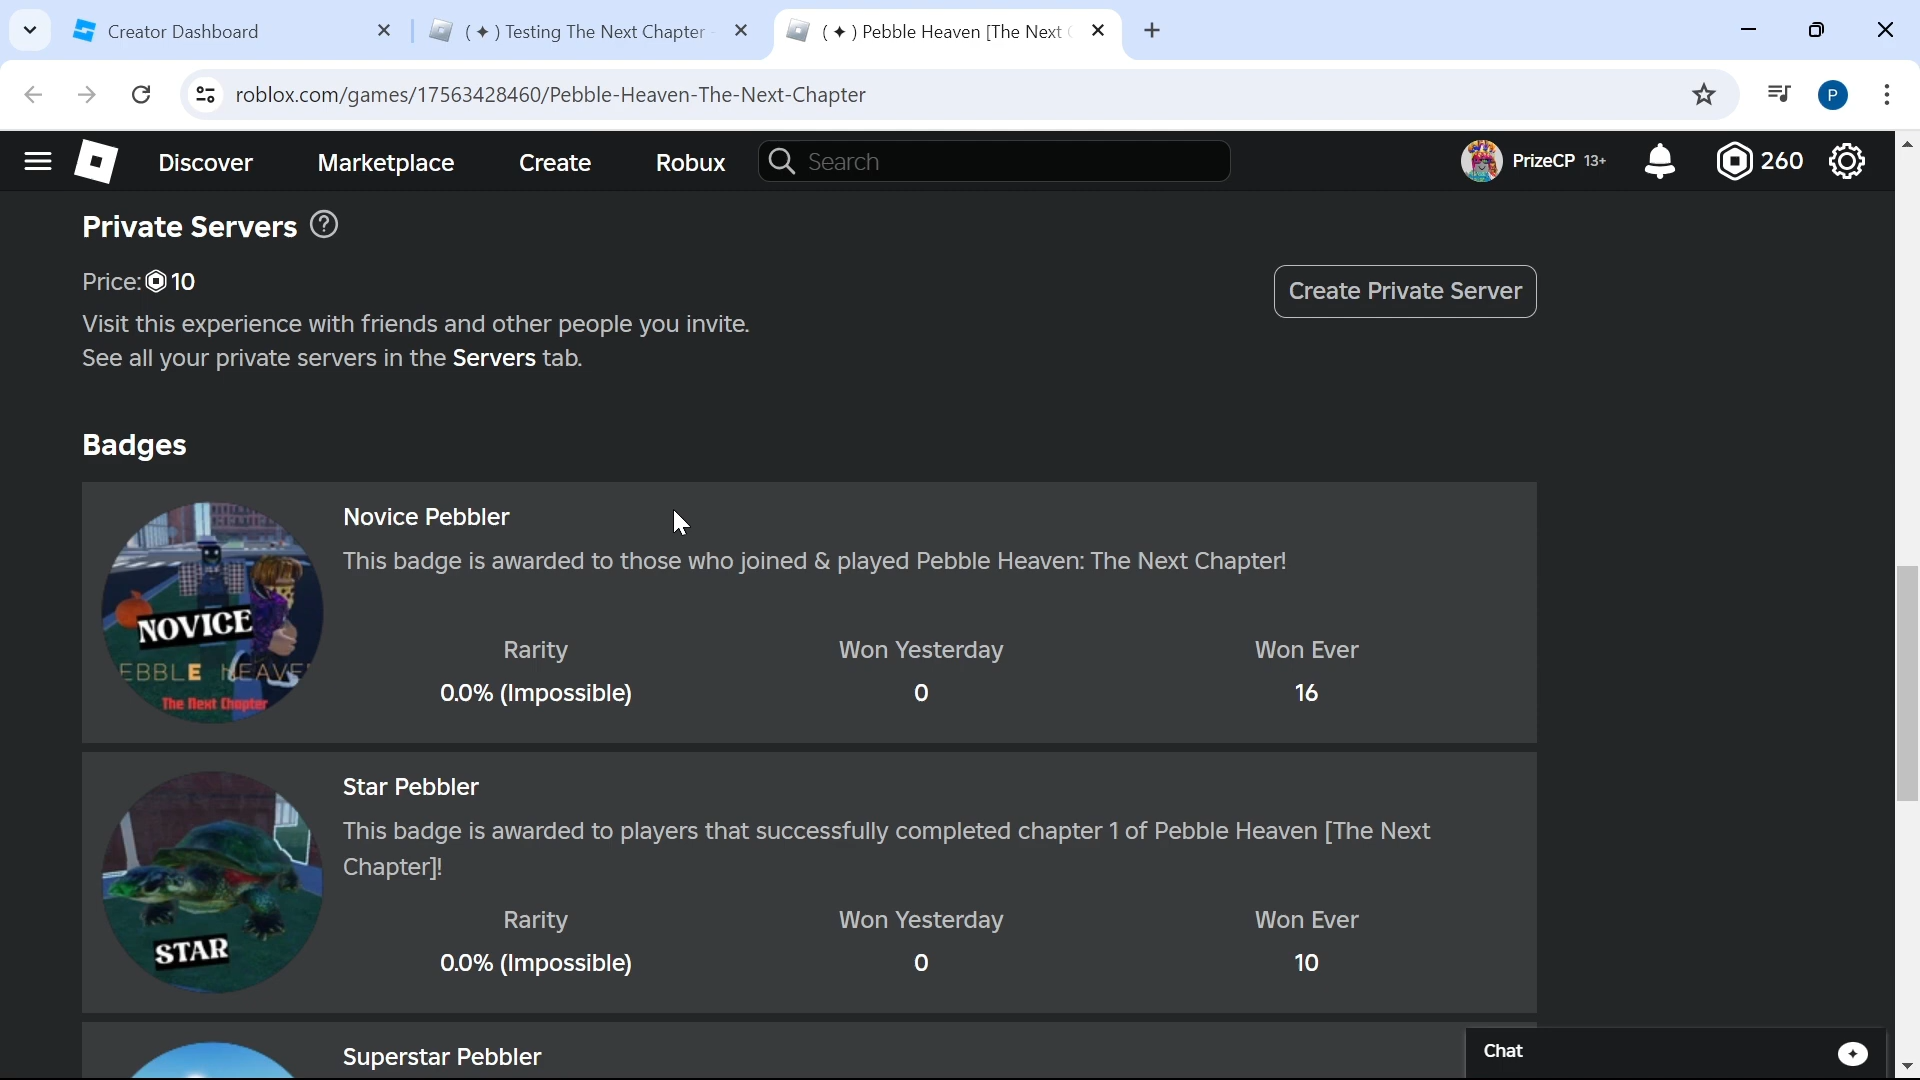 Creator Dashboard
( ✦ ) Testing The Next Chapter -
( ✦ ) Pebble Heaven [The Next C
roblox.com/games/17563428460/Pebble-Heaven-The-Next-Chapter
P
Discover
Marketplace
Create
Robux
Search
PrizeCP 13+
260
Private Servers ?
Price: 10
Create Private Server
Visit this experience with friends and other people you invite.
See all your private servers in the Servers tab.
Badges
NOVICE
EBBLE HEAVE
The Next Chapter
Novice Pebbler
This badge is awarded to those who joined & played Pebble Heaven: The Next Chapter!
Rarity
Won Yesterday
Won Ever
0.0% (Impossible)
0
16
STAR
Star Pebbler
This badge is awarded to players that successfully completed chapter 1 of Pebble Heaven [The Next
Chapter]!
Rarity
Won Yesterday
Won Ever
0.0% (Impossible)
0
10
Superstar Pebbler
Chat